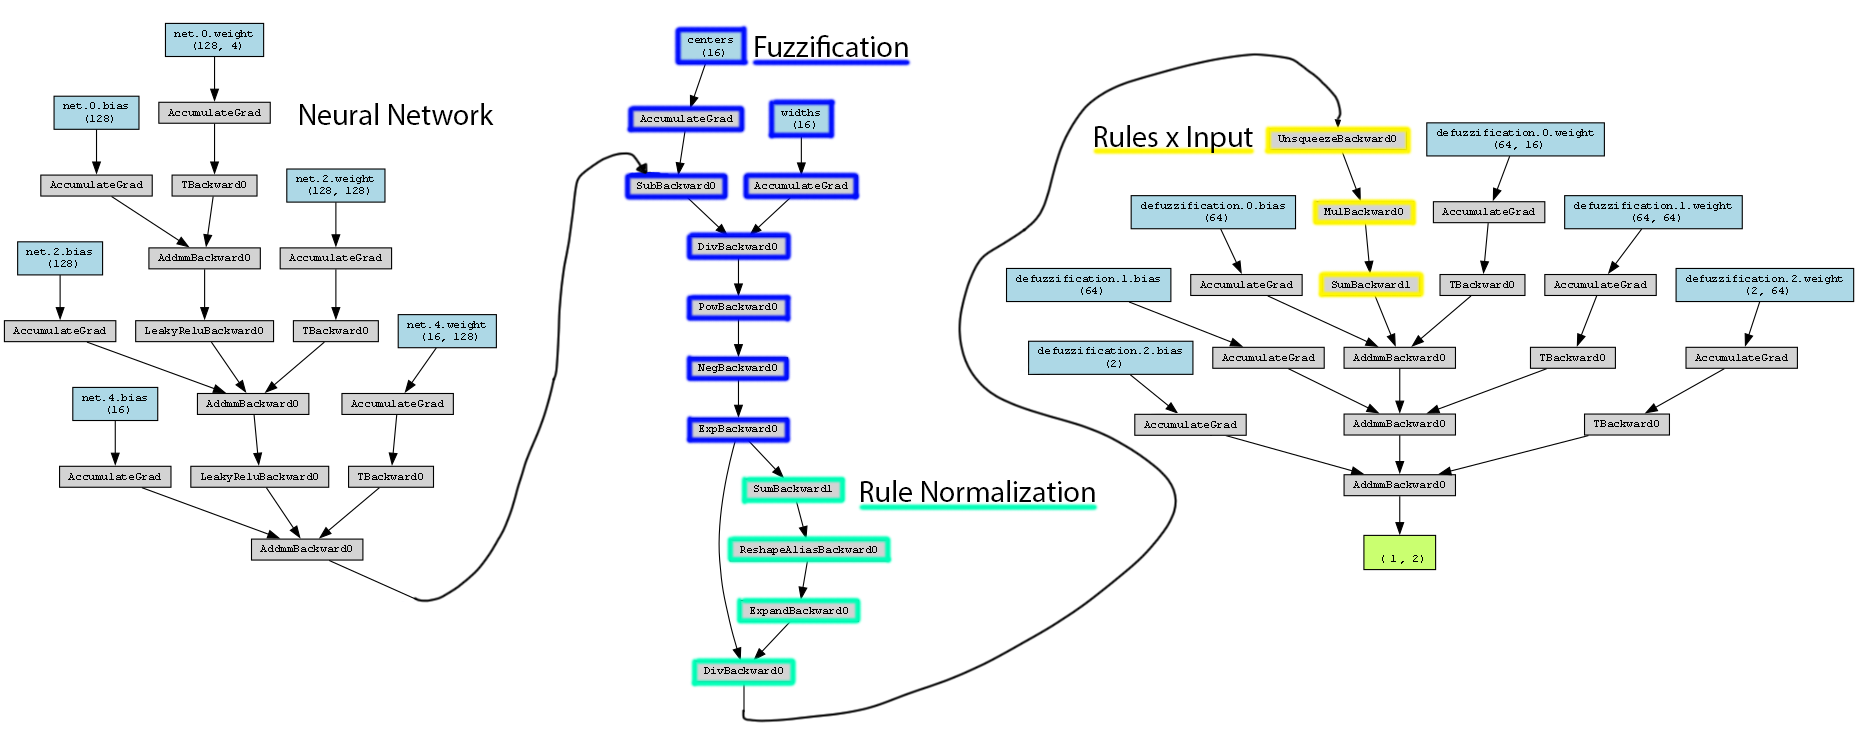 net.0.weight
(128, 4)
net.0.bias
(128)
AccumulateGrad
Neural Network
AccumulateGrad
TBackward0
net.2.weight
(128, 128)
net.2.bias
(128)
AddmmBackward0
AccumulateGrad
AccumulateGrad
LeakyReluBackward0
TBackward0
net.4.weight
(16, 128)
net.4.bias
(16)
AddmmBackward0
AccumulateGrad
AccumulateGrad
LeakyReluBackward0
TBackward0
AddmmBackward0
centers
(16)
Fuzzification
AccumulateGrad
widths
(16)
SubBackward0
AccumulateGrad
DivBackward0
PowBackward0
NegBackward0
ExpBackward0
SumBackward1
Rule Normalization
ReshapeAliasBackward0
ExpandBackward0
DivBackward0
Rules x Input
UnsqueezeBackward0
defuzzification.0.weight
(64, 16)
defuzzification.0.bias
(64)
MulBackward0
AccumulateGrad
defuzzification.1.weight
(64, 64)
defuzzification.1.bias
(64)
AccumulateGrad
SumBackward1
TBackward0
AccumulateGrad
defuzzification.2.weight
(2, 64)
defuzzification.2.bias
(2)
AccumulateGrad
AddmmBackward0
TBackward0
AccumulateGrad
AccumulateGrad
AddmmBackward0
TBackward0
AddmmBackward0
(1, 2)